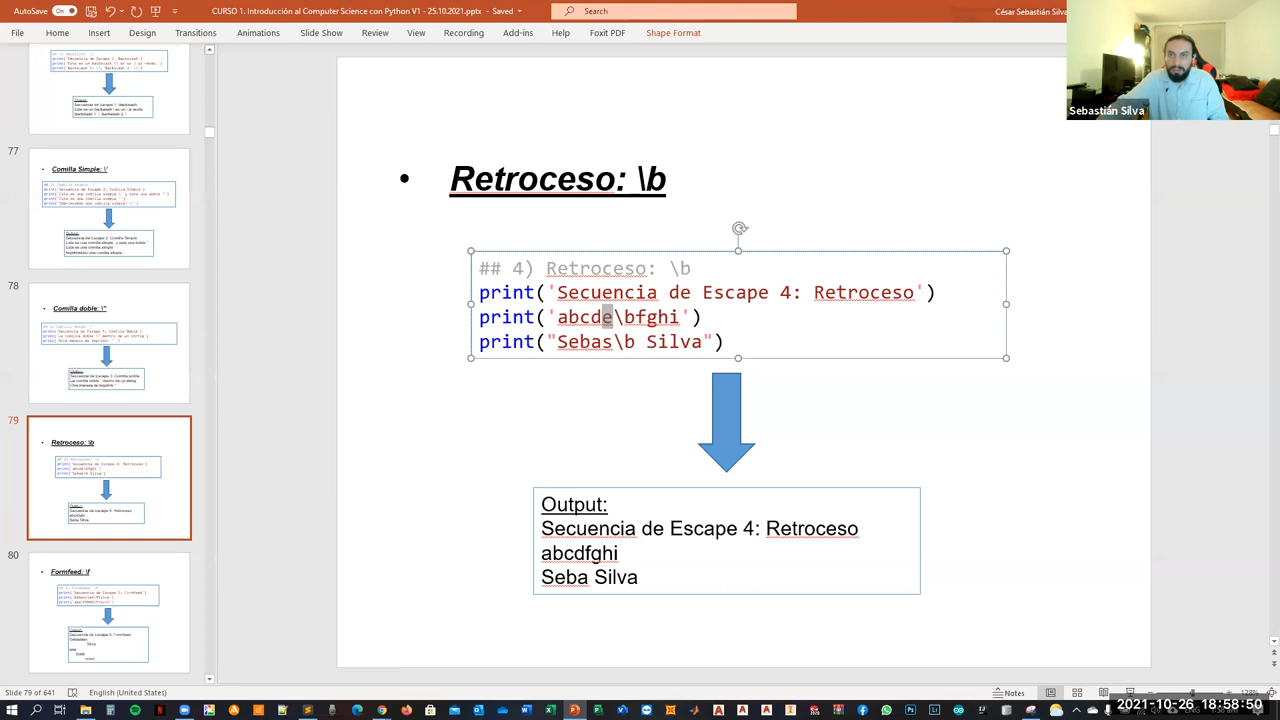 AutoSave On
CURSO 1. Introducción al Computer Science con Python V1 - 25.10.2021.pptx - Saved
Search
César Sebastián Silva
File Home Insert Design Transitions Animations Slide Show Review View Recording Add-ins Help Foxit PDF Shape Format
Sebastián Silva
77
Comilla Simple: \'
78
Comilla doble: \"
79
Retroceso: \b
80
Formfeed: \f
• Retroceso: \b
## 4) Retroceso: \b
print('Secuencia de Escape 4: Retroceso')
print('abcde\bfghi')
print("Sebas\b Silva")
Output:
Secuencia de Escape 4: Retroceso
abcdfghi
Seba Silva
Slide 79 of 641
English (United States)
Notes
128%
2021-10-26 18:58:50